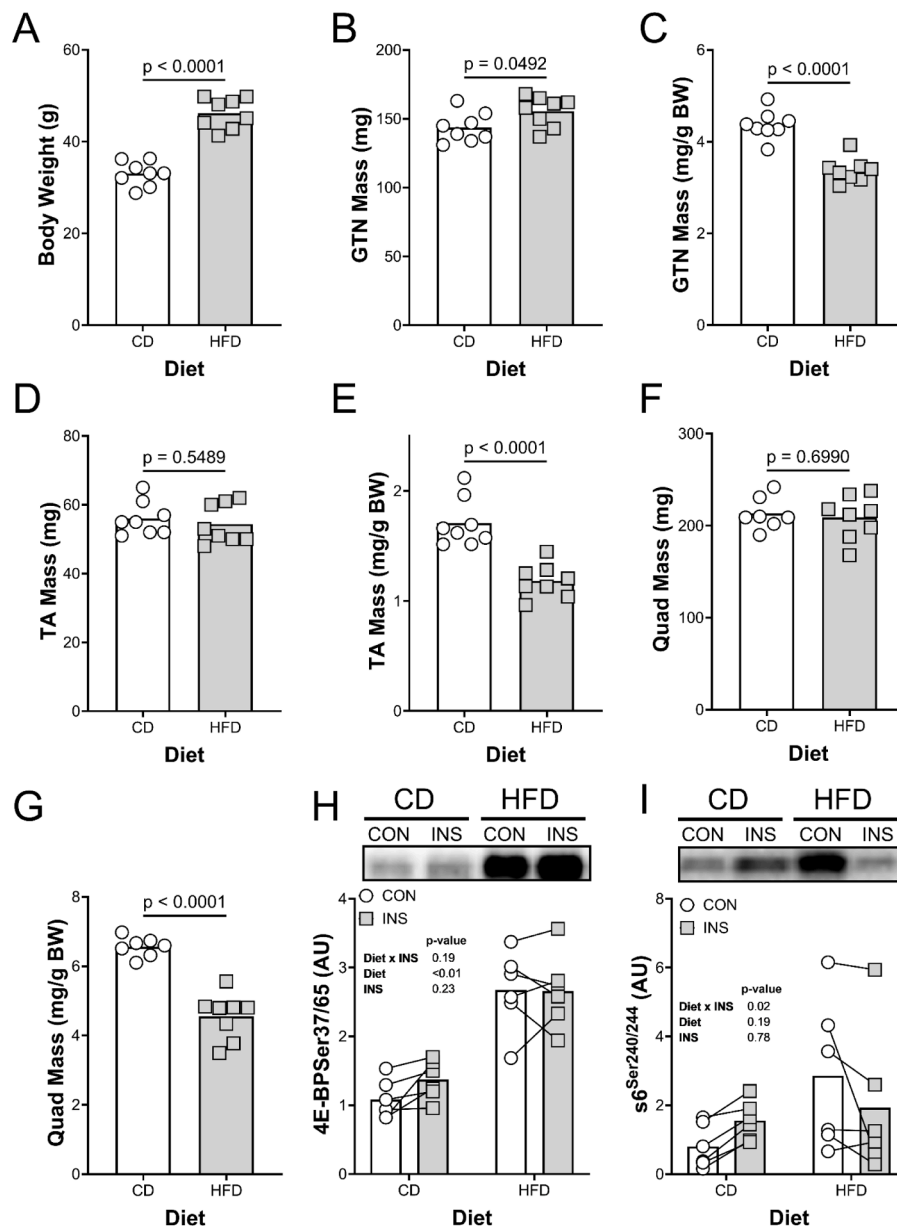 A
Body Weight (g)
60
40
20
0
p < 0.0001
CD
HFD
Diet
B
GTN Mass (mg)
200
150
100
50
0
p = 0.0492
CD
HFD
Diet
C
GTN Mass (mg/g BW)
6
4
2
0
p < 0.0001
CD
HFD
Diet
D
TA Mass (mg)
80
60
40
20
0
p = 0.5489
CD
HFD
Diet
E
TA Mass (mg/g BW)
2
1
0
p < 0.0001
CD
HFD
Diet
F
Quad Mass (mg)
300
200
100
0
p = 0.6990
CD
HFD
Diet
G
Quad Mass (mg/g BW)
8
6
4
2
0
p < 0.0001
CD
HFD
Diet
H
CD HFD
CON INS CON INS
4E-BPSer37/65 (AU)
4
3
2
1
0
CON
INS
p-value
Diet x INS 0.19
Diet <0.01
INS 0.23
CD
HFD
Diet
I
CD HFD
CON INS CON INS
s6Ser240/244 (AU)
8
6
4
2
0
CON
INS
p-value
Diet x INS 0.02
Diet 0.19
INS 0.78
CD
HFD
Diet